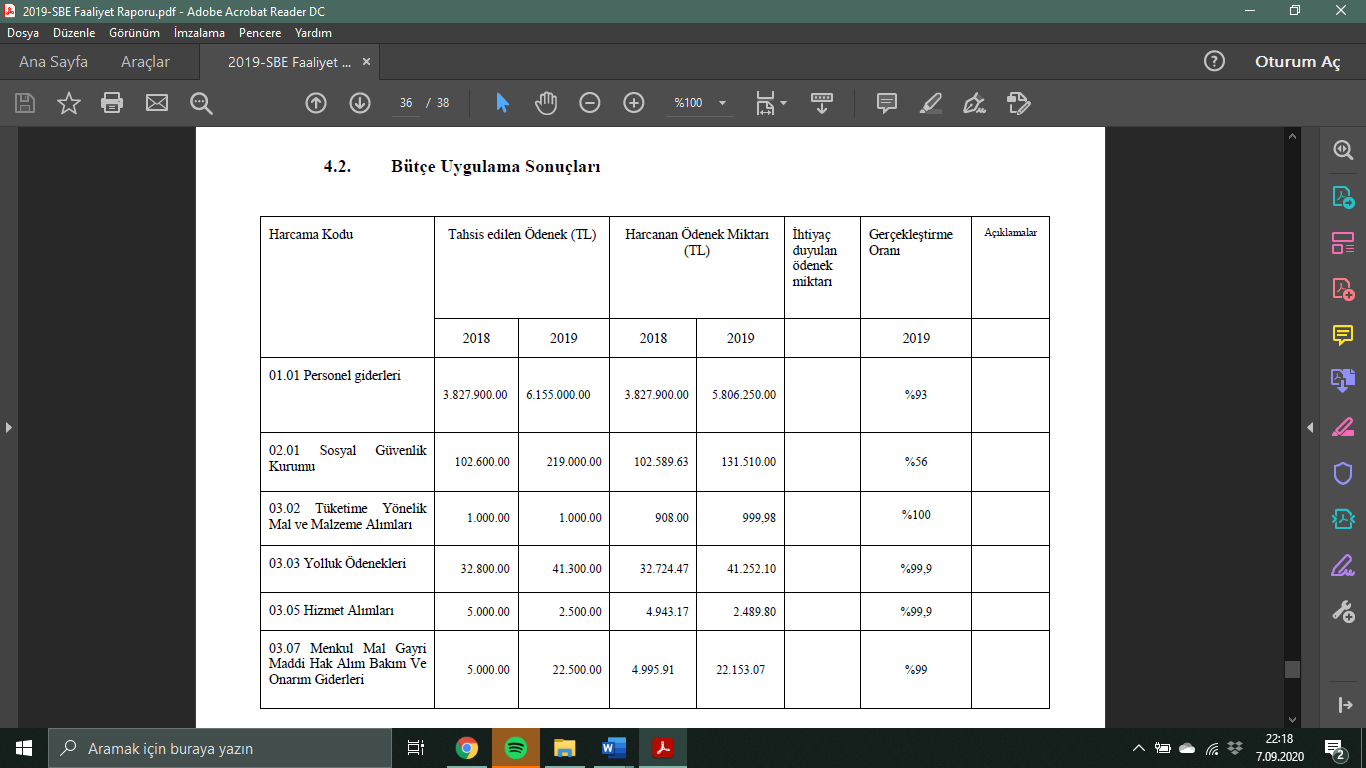 2019-SBE Faaliyet Raporu.pdf - Adobe Acrobat Reader DC
Dosya Düzenle Görünüm İmzalama Pencere Yardım
Ana Sayfa Araçlar 2019-SBE Faaliyet ... × Oturum Aç
36 / 38 %100
4.2. Bütçe Uygulama Sonuçları
Harcama Kodu Tahsis edilen Ödenek (TL) Harcanan Ödenek Miktarı İhtiyaç Gerçekleştirme Açıklamalar
(TL) duyulan Oranı
ödenek
miktarı
2018 2019 2018 2019 2019
01.01 Personel giderleri
3.827.900.00 6.155.000.00 3.827.900.00 5.806.250.00 %93
02.01 Sosyal Güvenlik
Kurumu 102.600.00 219.000.00 102.589.63 131.510.00 %56
03.02 Tüketime Yönelik
Mal ve Malzeme Alımları 1.000.00 1.000.00 908.00 999,98 %100
03.03 Yolluk Ödenekleri 32.800.00 41.300.00 32.724.47 41.252.10 %99,9
03.05 Hizmet Alımları 5.000.00 2.500.00 4.943.17 2.489.80 %99,9
03.07 Menkul Mal Gayri
Maddi Hak Alım Bakım Ve 5.000.00 22.500.00 4.995.91 22.153.07 %99
Onarım Giderleri
Aramak için buraya yazın
22:18
7.09.2020
2